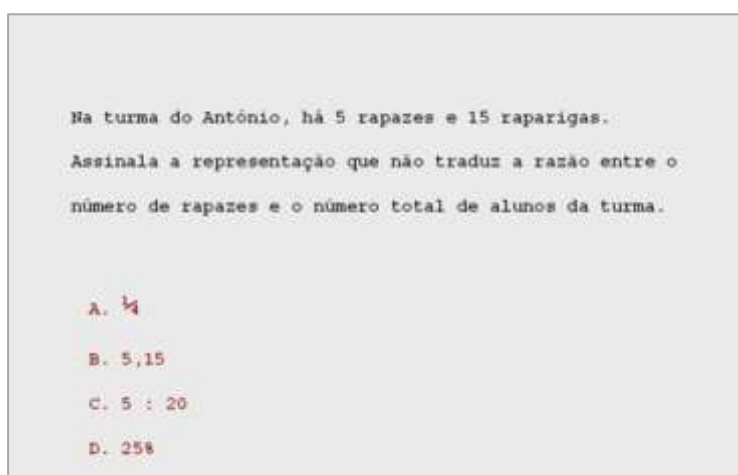 Na turma do António, há 5 rapazes e 15 raparigas.
Assinala a representação que não traduz a razão entre o
número de rapazes e o número total de alunos da turma.
A. ¼
B. 5,15
C. 5 : 20
D. 25%